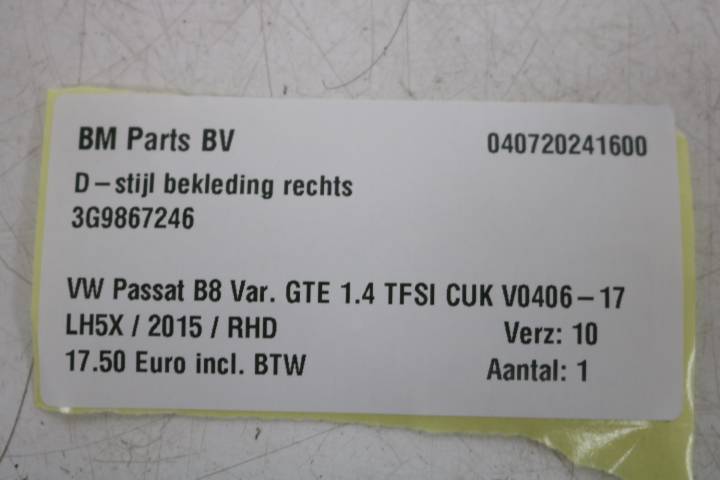 BM Parts BV 040720241600
D-stijl bekleding rechts
3G9867246
VW Passat B8 Var. GTE 1.4 TFSI CUK V0406-17
LH5X / 2015 / RHD Verz: 10
17.50 Euro incl. BTW Aantal: 1